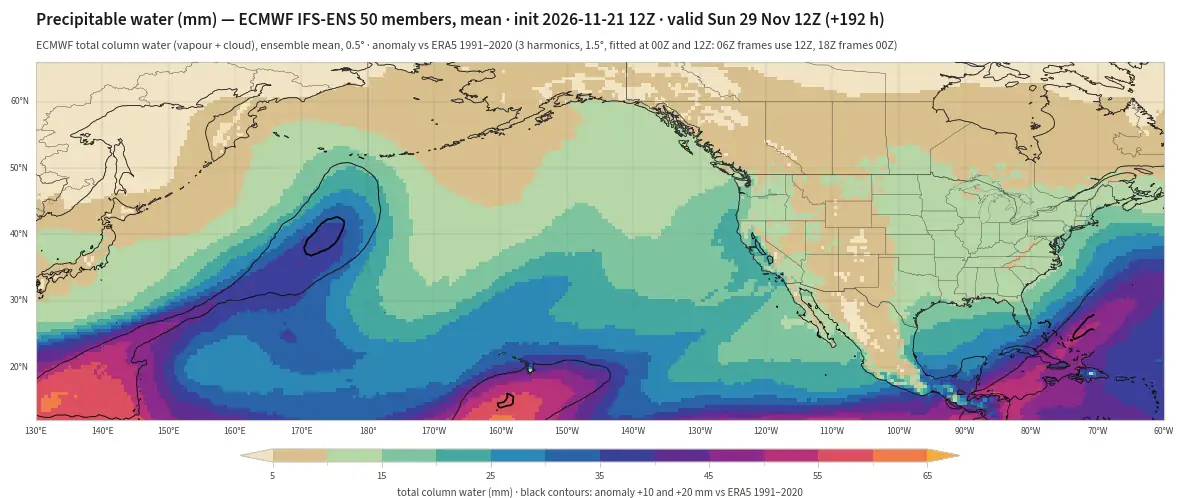 Precipitable water (mm) — ECMWF IFS-ENS 50 members, mean · init 2026-11-21 12Z · valid Sun 29 Nov 12Z (+192 h)
ECMWF total column water (vapour + cloud), ensemble mean, 0.5° · anomaly vs ERA5 1991–2020 (3 harmonics, 1.5°, fitted at 00Z and 12Z: 06Z frames use 12Z, 18Z frames 00Z)
60°N
50°N
40°N
30°N
20°N
130°E 140°E 150°E 160°E 170°E 180° 170°W 160°W 150°W 140°W 130°W 120°W 110°W 100°W 90°W 80°W 70°W 60°W
5 15 25 35 45 55 65
total column water (mm) · black contours: anomaly +10 and +20 mm vs ERA5 1991–2020